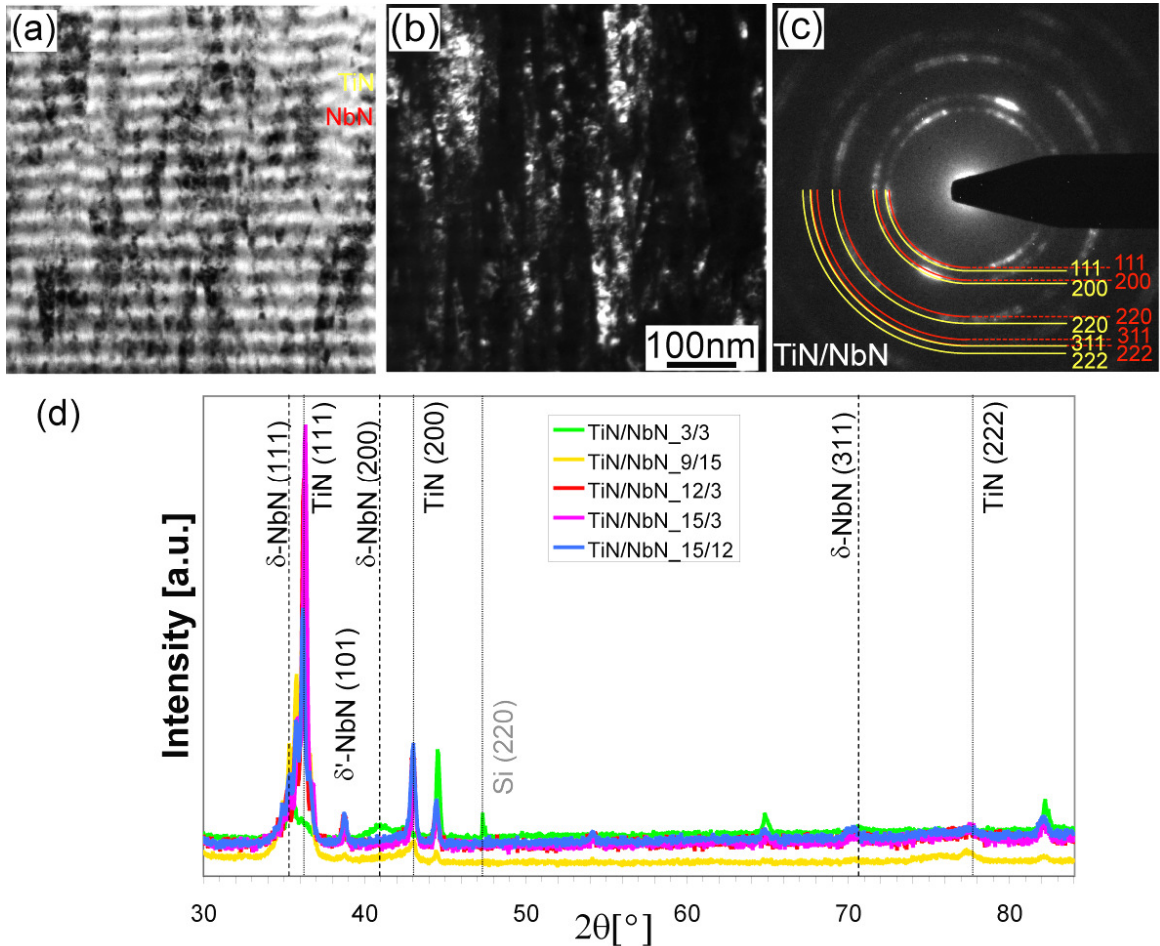 (a)
TiN
NbN
(b)
100nm
(c)
111 111
200 200
220 220
311 311
222 222
TiN/NbN
(d)
Intensity [a.u.]
δ-NbN (111)
TiN (111)
δ'-NbN (101)
δ-NbN (200)
TiN (200)
Si (220)
TiN/NbN_3/3
TiN/NbN_9/15
TiN/NbN_12/3
TiN/NbN_15/3
TiN/NbN_15/12
δ-NbN (311)
TiN (222)
30 40 50 60 70 80
2θ[°]